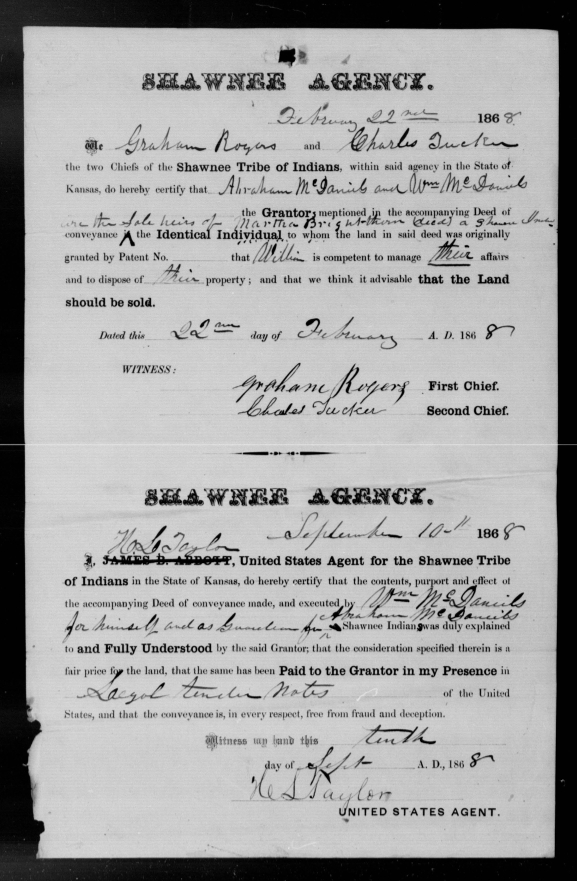 SHAWNEE AGENCY.
February 22nd 1868
We Graham Rogers and Charles Tucker
the two Chiefs of the Shawnee Tribe of Indians, within said agency in the State of
Kansas, do hereby certify that Abraham McDaniels and Wm McDaniels
the Grantors mentioned in the accompanying Deed of
are the sole heirs of Martha Bright-horn decd a Shawnee
conveyance the Identical Individual to whom the land in said deed was originally
granted by Patent No. that William is competent to manage their affairs
and to dispose of their property; and that we think it advisable that the Land
should be sold.
Dated this 22nd day of February A. D. 1868
WITNESS:
Graham Rogers First Chief.
Charles Tucker Second Chief.
SHAWNEE AGENCY.
September 10th 1868
H L Taylor
I, JAMES B. ABBOTT, United States Agent for the Shawnee Tribe
of Indians in the State of Kansas, do hereby certify that the contents, purport and effect of
the accompanying Deed of conveyance made, and executed by Wm McDaniels
for himself and as Guardian for Abraham McDaniels
Shawnee Indians was duly explained
to and Fully Understood by the said Grantor; that the consideration specified therein is a
fair price for the land, that the same has been Paid to the Grantor in my Presence in
Legal tender Notes of the United
States, and that the conveyance is, in every respect, free from fraud and deception.
Witness my hand this tenth
day of Sept A. D., 1868
H L Taylor
UNITED STATES AGENT.